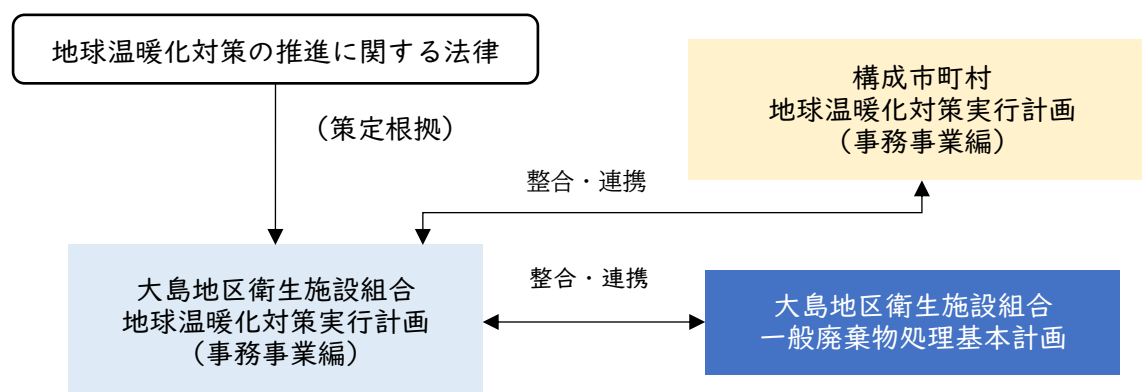 地球温暖化対策の推進に関する法律
（策定根拠）
構成市町村
地球温暖化対策実行計画
（事務事業編）
整合・連携
大島地区衛生施設組合
地球温暖化対策実行計画
（事務事業編）
整合・連携
大島地区衛生施設組合
一般廃棄物処理基本計画